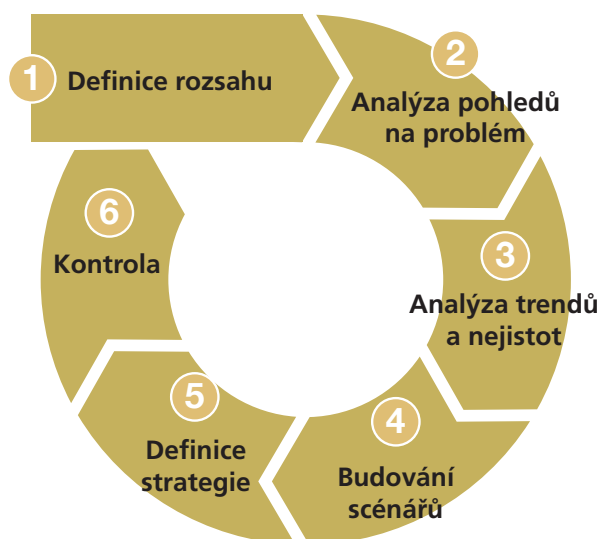 1
Definice rozsahu
2
Analýza pohledů
na problém
3
Analýza trendů
a nejistot
4
Budování
scénářů
5
Definice
strategie
6
Kontrola